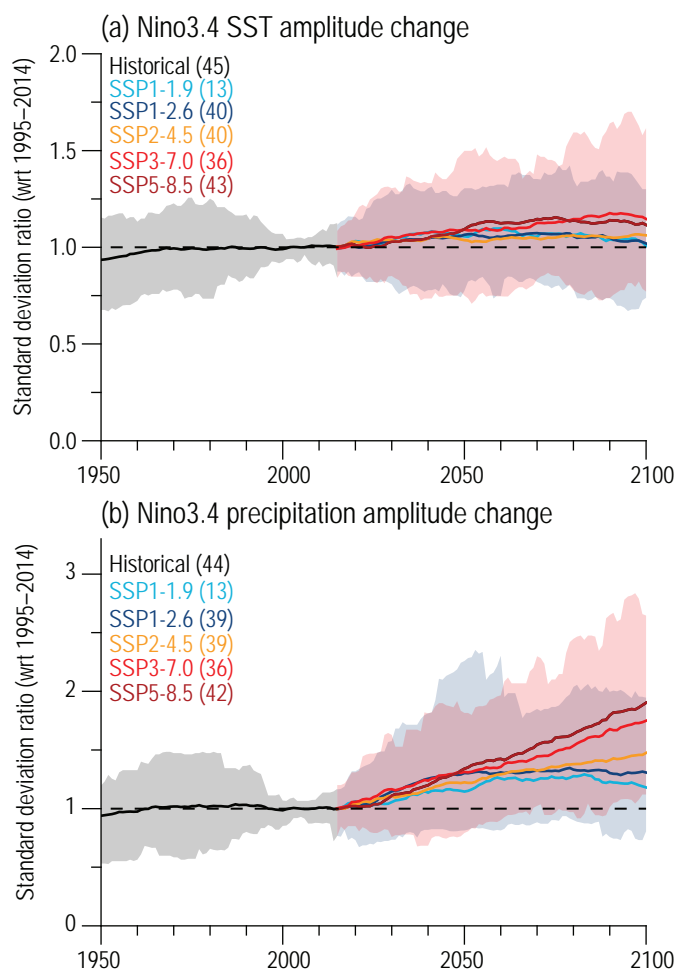 (a) Nino3.4 SST amplitude change
Standard deviation ratio (wrt 1995–2014)
2.0
1.5
1.0
0.5
0.0
Historical (45)
SSP1-1.9 (13)
SSP1-2.6 (40)
SSP2-4.5 (40)
SSP3-7.0 (36)
SSP5-8.5 (43)
1950 2000 2050 2100
(b) Nino3.4 precipitation amplitude change
Standard deviation ratio (wrt 1995–2014)
3
2
1
0
Historical (44)
SSP1-1.9 (13)
SSP1-2.6 (39)
SSP2-4.5 (39)
SSP3-7.0 (36)
SSP5-8.5 (42)
1950 2000 2050 2100